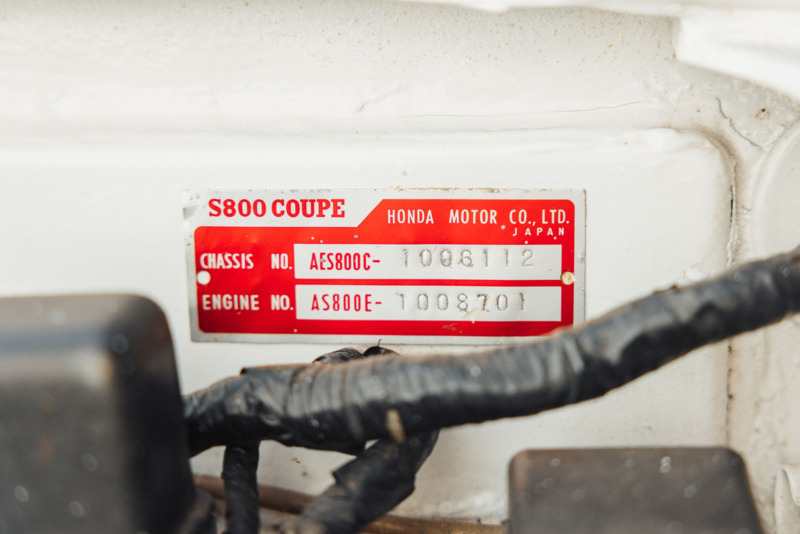 S800 COUPE
HONDA MOTOR CO., LTD.
JAPAN
CHASSIS NO. AES800C- 1006112
ENGINE NO. AS800E- 1008701